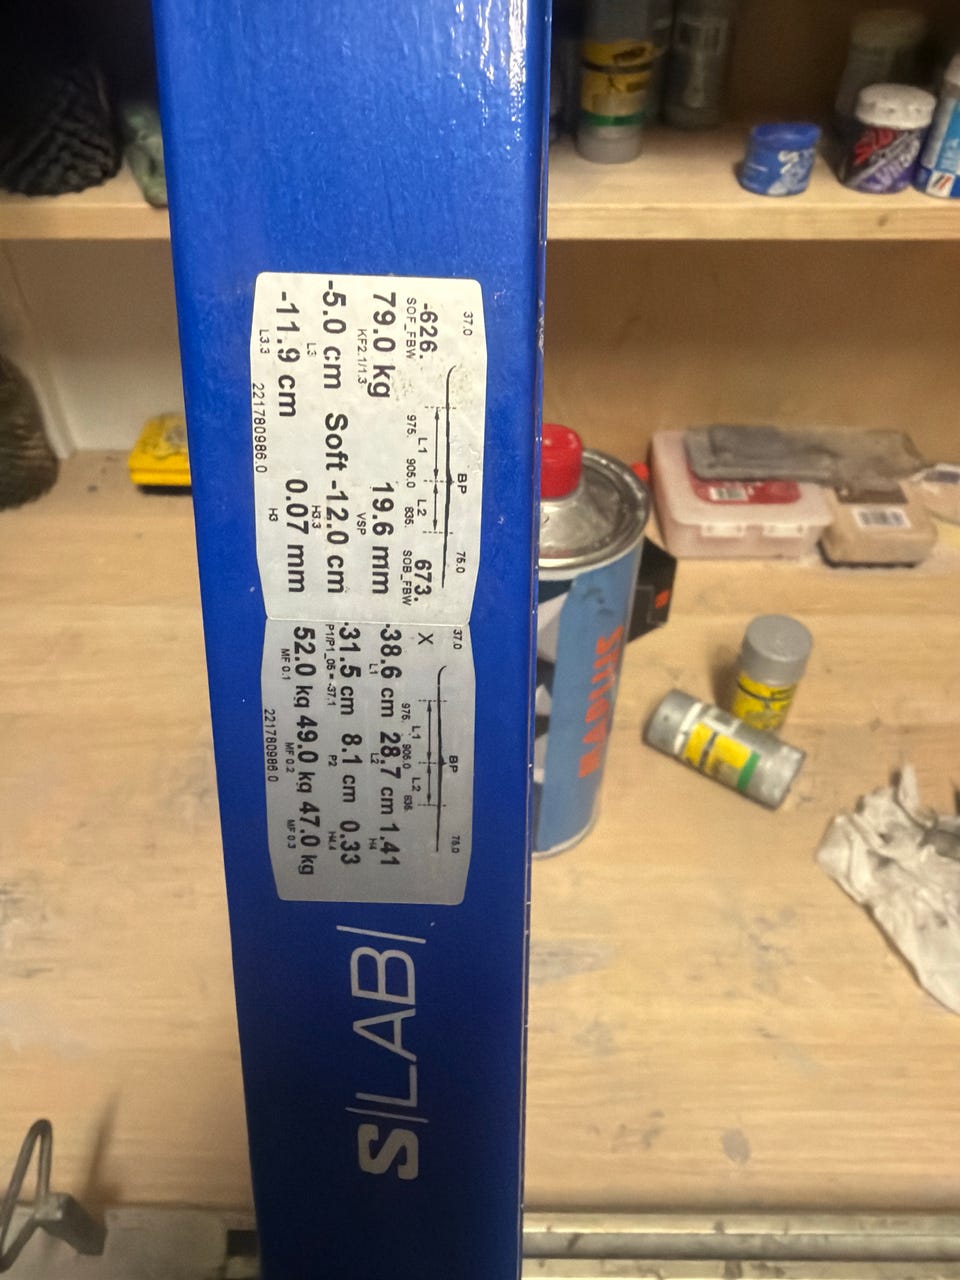 37.0 BP 75.0
975. L1 905.0 L2 835.
-626. 673.
SOF_FBW SOB_FBW
79.0 kg 19.6 mm
KF2.1/1.3 VSP
-5.0 cm Soft -12.0 cm
L3 H3.3
-11.9 cm 0.07 mm
L3.3 H3
221780986.0
37.0 BP 75.0
975. L1 905.0 L2 835.
X
38.6 cm 28.7 cm 1.41
L1 L2 H4
31.5 cm 8.1 cm 0.33
P1/P1_05 = -37.1 P2 H4.4
52.0 kg 49.0 kg 47.0 kg
MF 0.1 MF 0.2 MF 0.3
221780986.0
S/LAB/